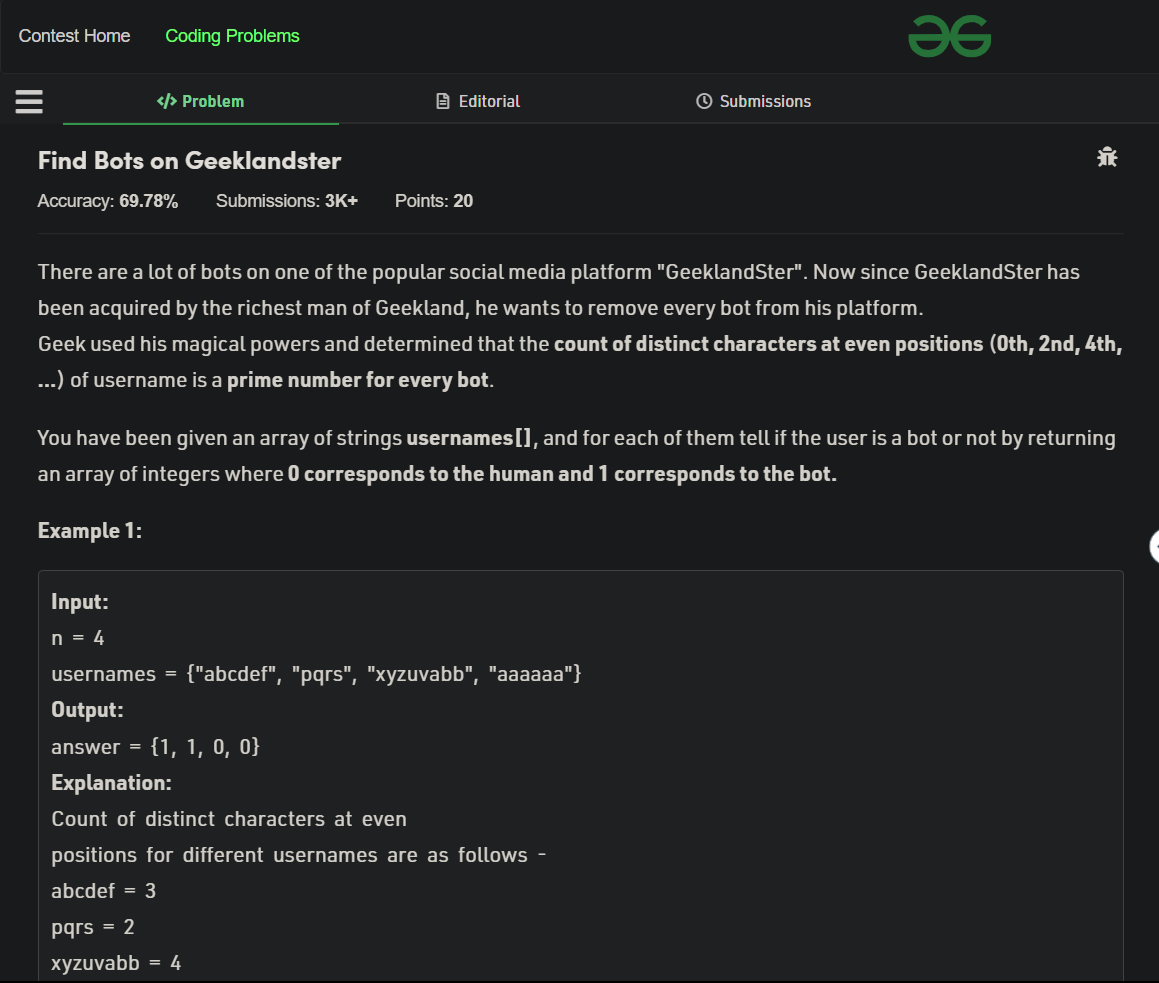 Contest Home Coding Problems
</> Problem Editorial Submissions
Find Bots on Geeklandster
Accuracy: 69.78% Submissions: 3K+ Points: 20
There are a lot of bots on one of the popular social media platform "GeeklandSter". Now since GeeklandSter has
been acquired by the richest man of Geekland, he wants to remove every bot from his platform.
Geek used his magical powers and determined that the count of distinct characters at even positions (0th, 2nd, 4th,
...) of username is a prime number for every bot.
You have been given an array of strings usernames[], and for each of them tell if the user is a bot or not by returning
an array of integers where 0 corresponds to the human and 1 corresponds to the bot.
Example 1:
Input:
n = 4
usernames = {"abcdef", "pqrs", "xyzuvabb", "aaaaaa"}
Output:
answer = {1, 1, 0, 0}
Explanation:
Count of distinct characters at even
positions for different usernames are as follows -
abcdef = 3
pqrs = 2
xyzuvabb = 4